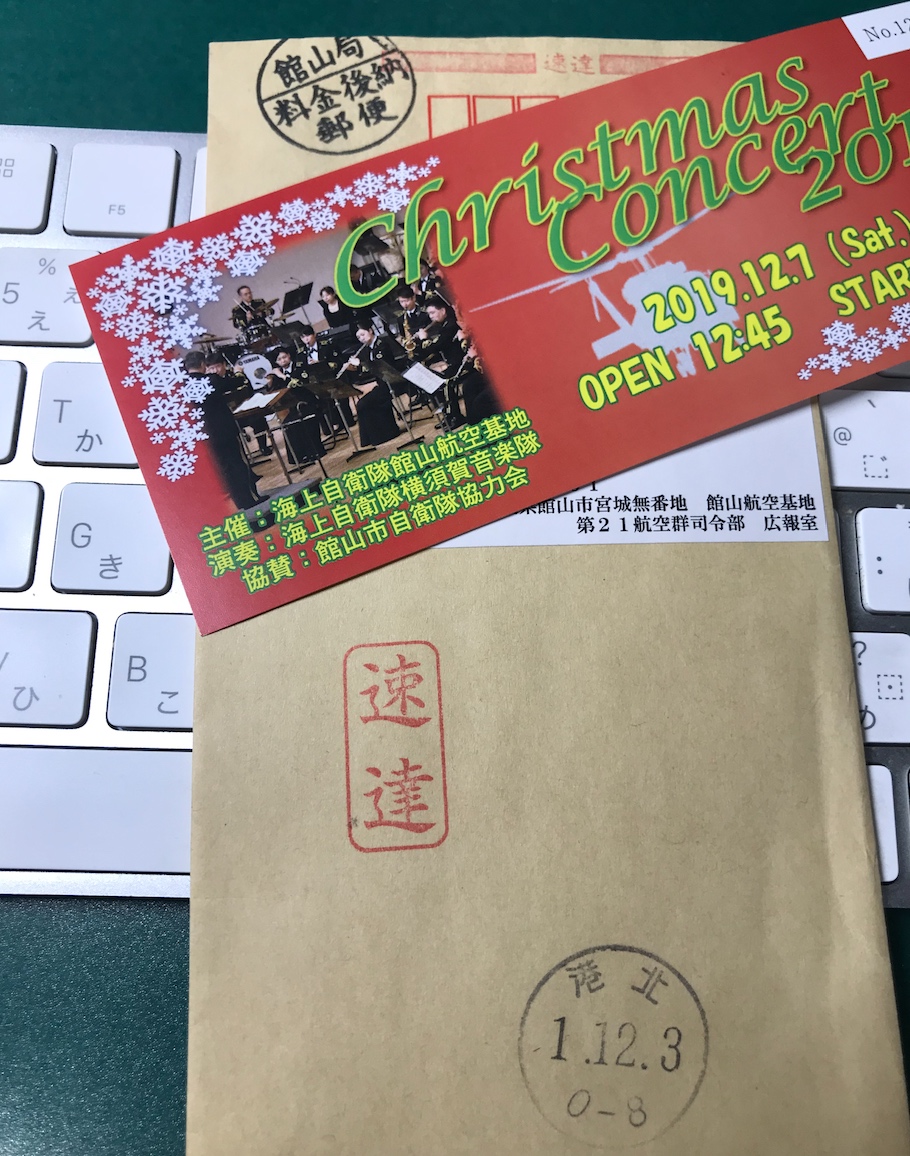 館山局
料金後納
郵便
速達
No.12
Christmas
Concert
201
2019.12.7 (Sat.)
OPEN 12:45 START
主催:海上自衛隊館山航空基地
演奏:海上自衛隊横須賀音楽隊
協賛:館山市自衛隊協力会
YAMAHA
館山市宮城無番地 館山航空基地
第21航空群司令部 広報室
速
達
港北
1.12.3
0-8
F5
%
5
え
T
か
G
き
ひ
B
こ
@
゛
?
め